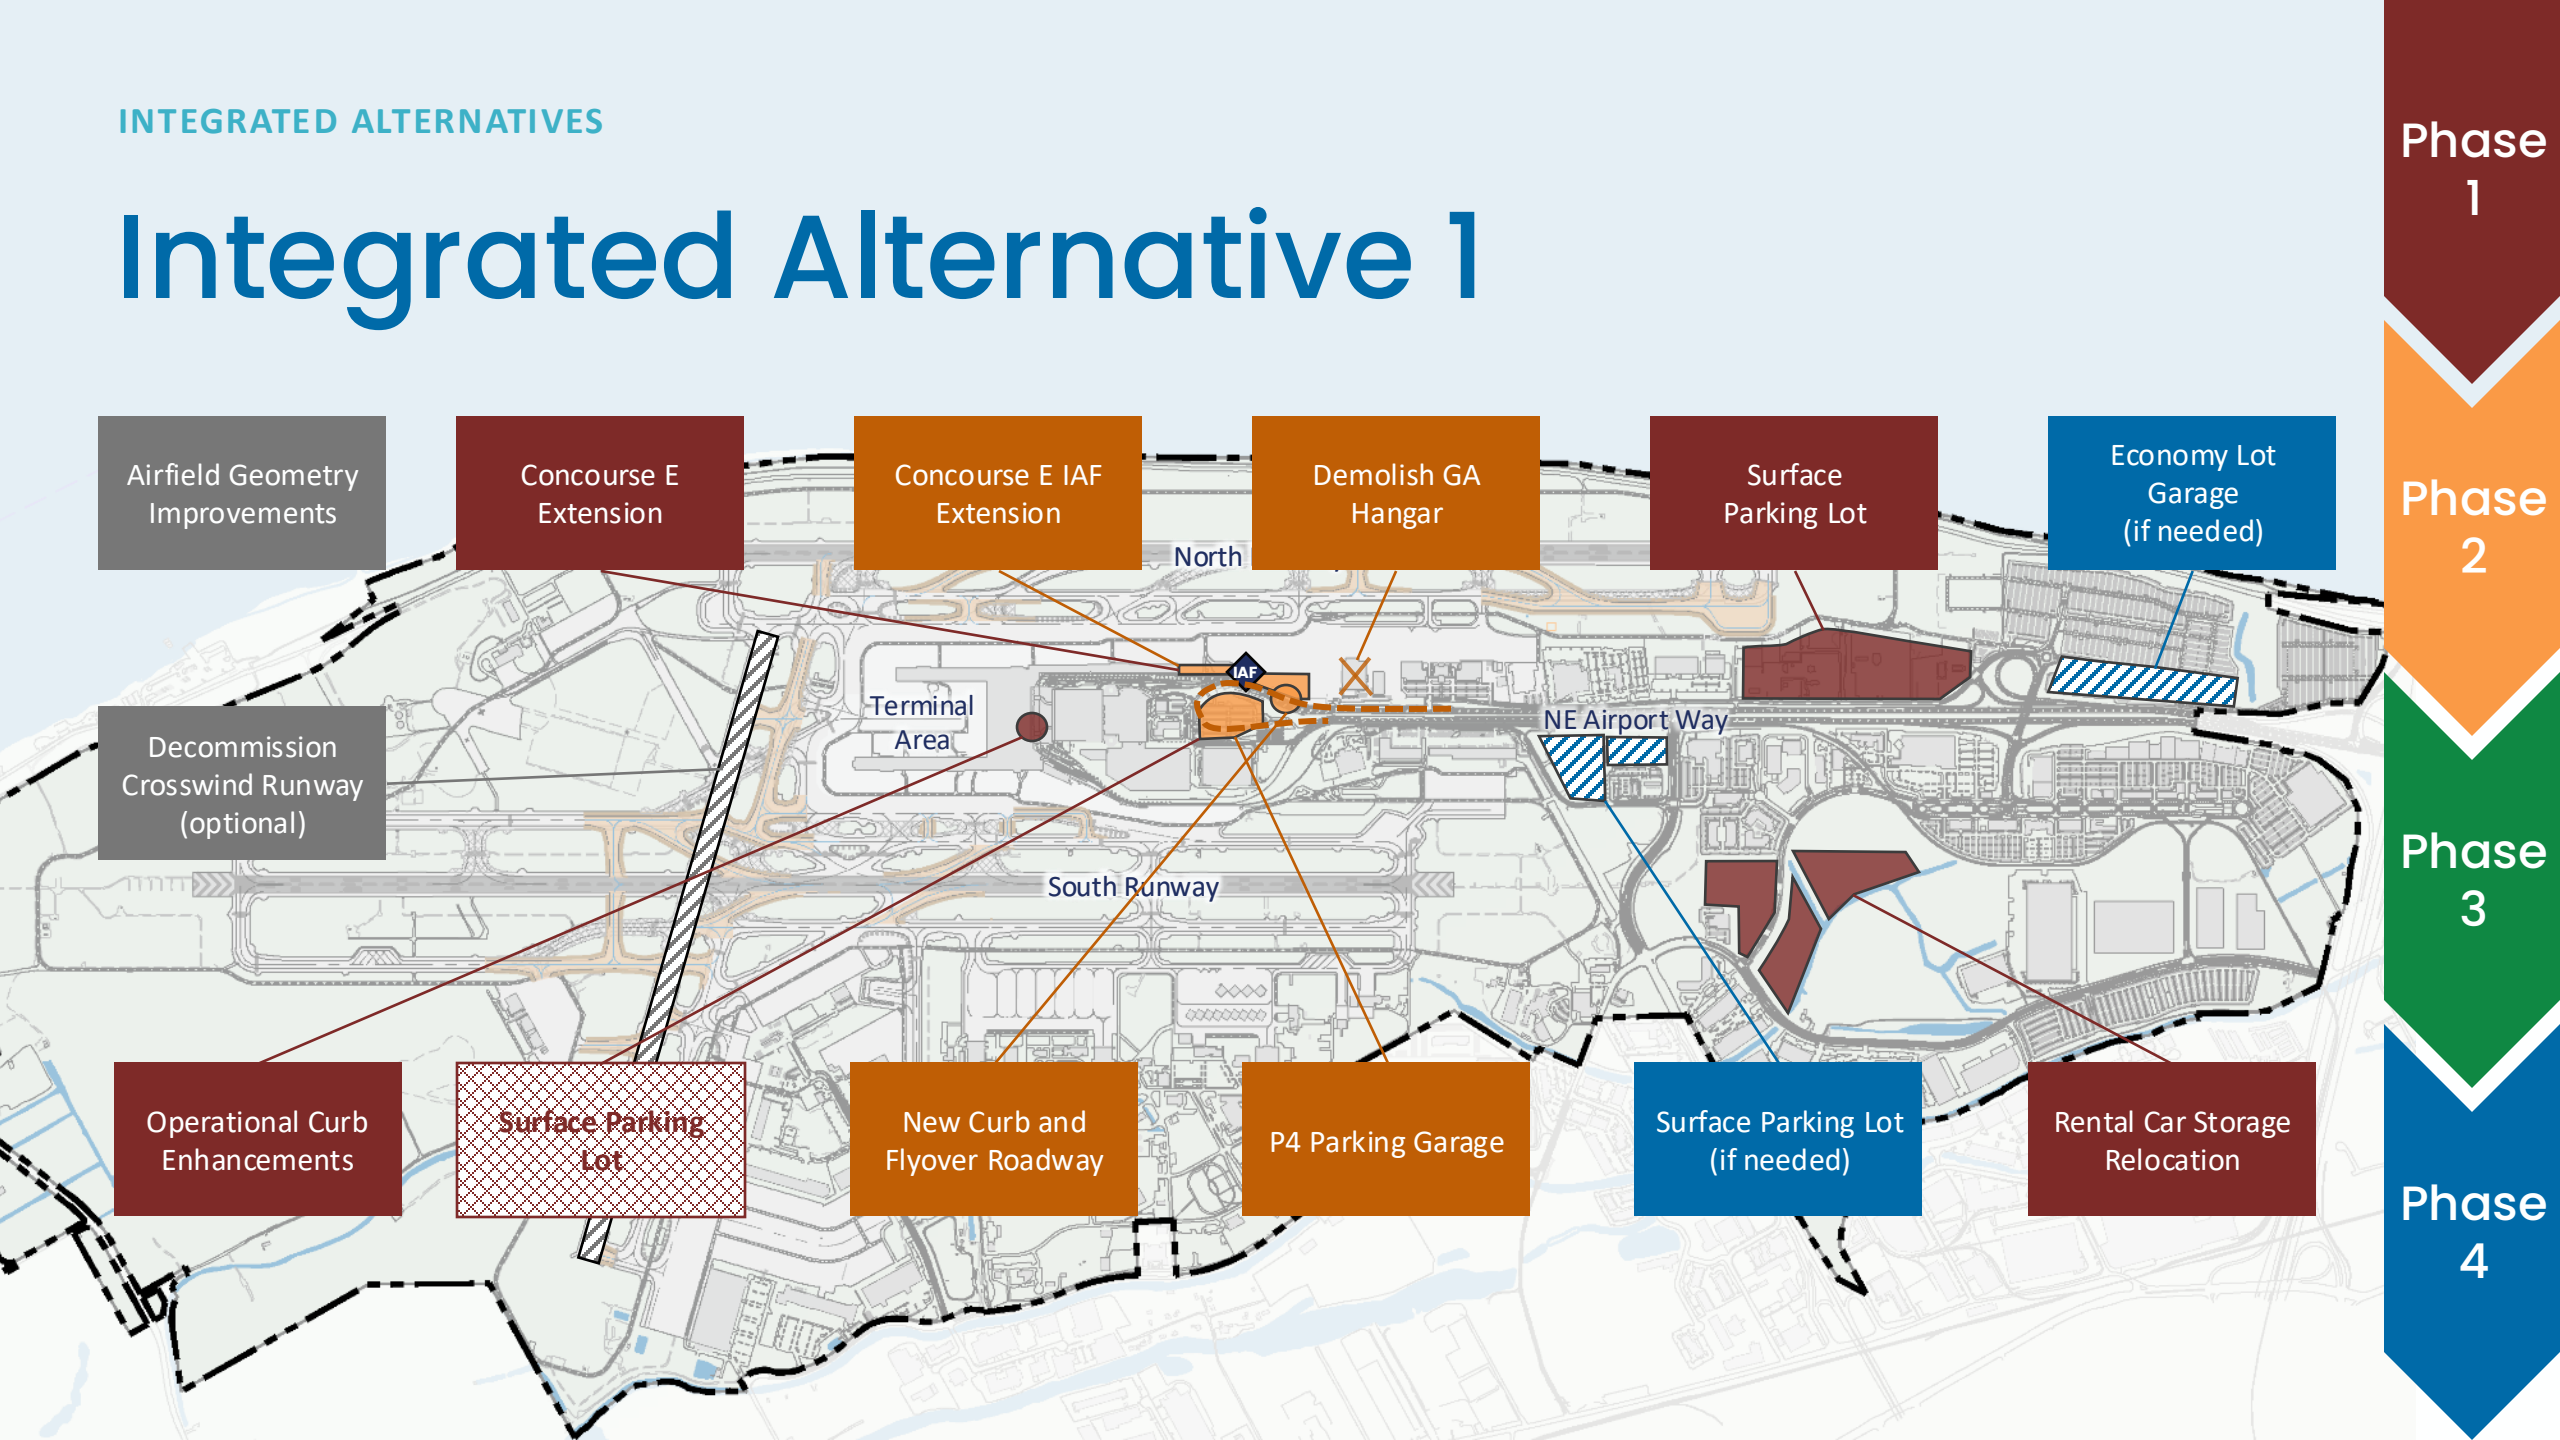 INTEGRATED ALTERNATIVES
Integrated Alternative 1
Phase
1
Phase
2
Phase
3
Phase
4
Airfield Geometry
Improvements
Concourse E
Extension
Concourse E IAF
Extension
Demolish GA
Hangar
Surface
Parking Lot
Economy Lot
Garage
(if needed)
North
IAF
Terminal
Area
NE Airport Way
Decommission
Crosswind Runway
(optional)
South Runway
Operational Curb
Enhancements
Surface Parking
Lot
New Curb and
Flyover Roadway
P4 Parking Garage
Surface Parking Lot
(if needed)
Rental Car Storage
Relocation